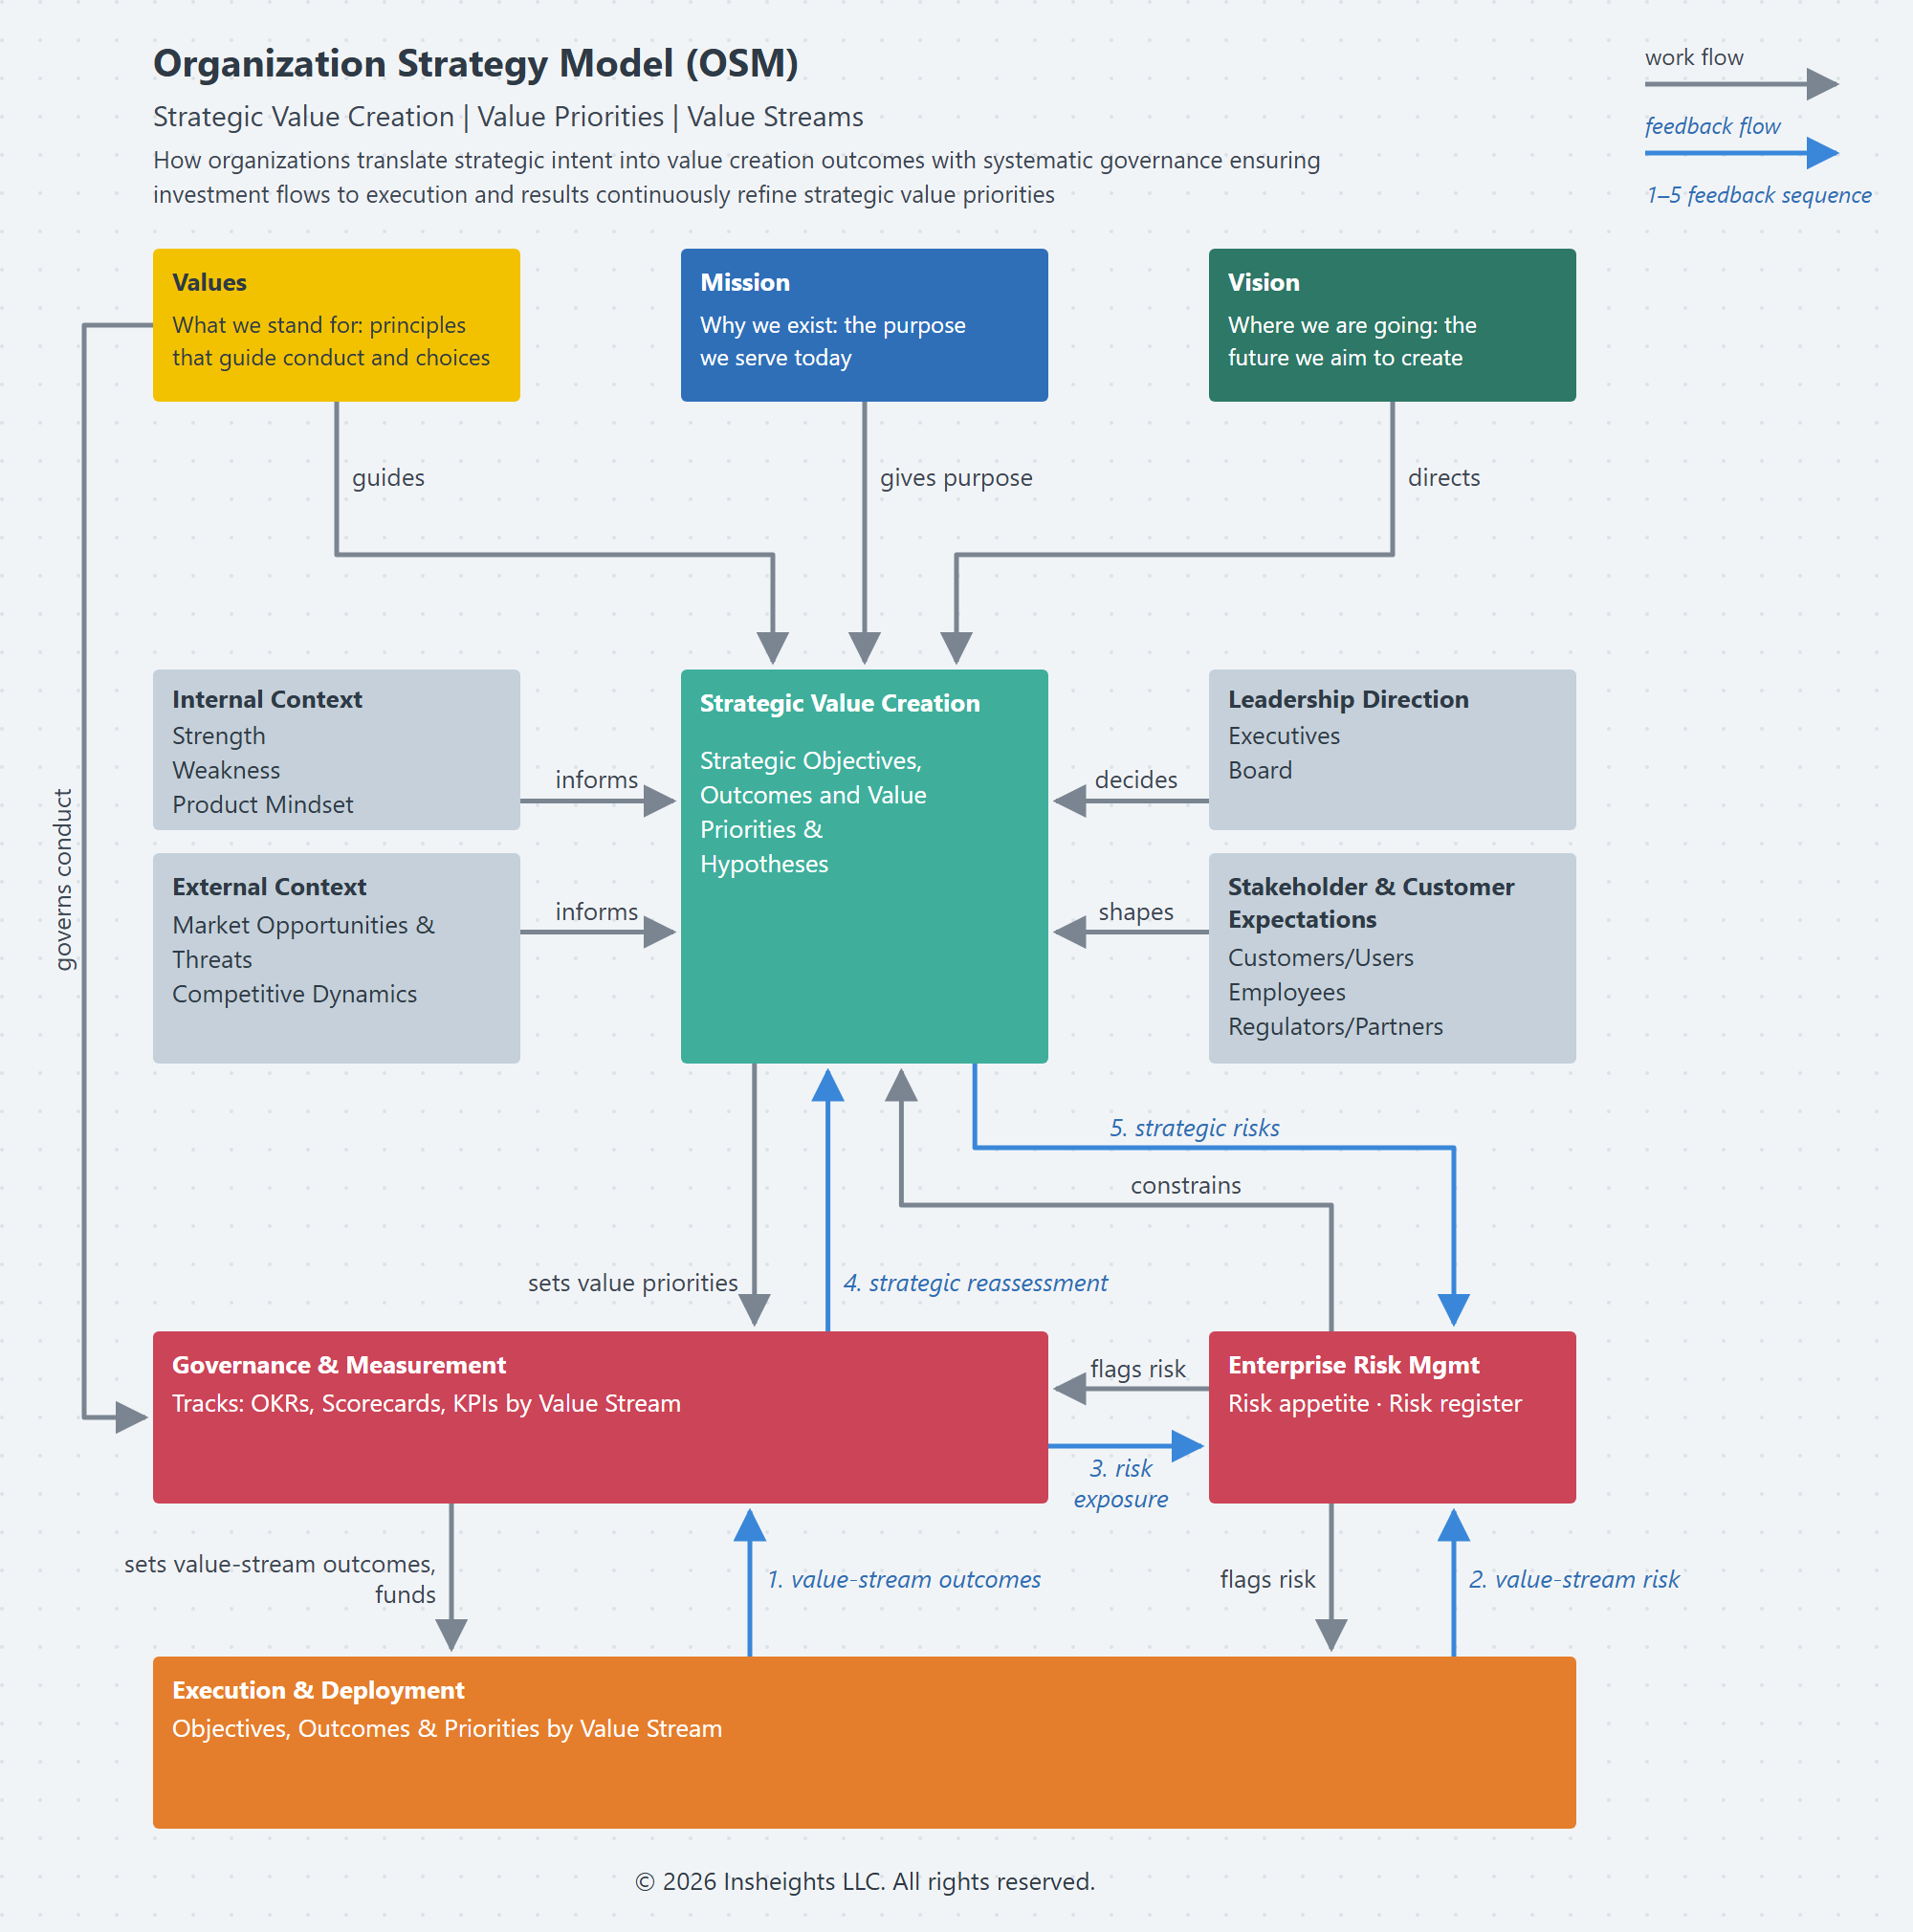 Organization Strategy Model (OSM)
Strategic Value Creation | Value Priorities | Value Streams
How organizations translate strategic intent into value creation outcomes with systematic governance ensuring
investment flows to execution and results continuously refine strategic value priorities
work flow
feedback flow
1–5 feedback sequence
Values
What we stand for: principles
that guide conduct and choices
Mission
Why we exist: the purpose
we serve today
Vision
Where we are going: the
future we aim to create
guides
gives purpose
directs
governs conduct
Internal Context
Strength
Weakness
Product Mindset
informs
External Context
Market Opportunities &
Threats
Competitive Dynamics
informs
Strategic Value Creation
Strategic Objectives,
Outcomes and Value
Priorities &
Hypotheses
decides
Leadership Direction
Executives
Board
shapes
Stakeholder & Customer
Expectations
Customers/Users
Employees
Regulators/Partners
5. strategic risks
constrains
sets value priorities
4. strategic reassessment
Governance & Measurement
Tracks: OKRs, Scorecards, KPIs by Value Stream
flags risk
3. risk
exposure
Enterprise Risk Mgmt
Risk appetite · Risk register
sets value-stream outcomes,
funds
1. value-stream outcomes
flags risk
2. value-stream risk
Execution & Deployment
Objectives, Outcomes & Priorities by Value Stream
© 2026 Insheights LLC. All rights reserved.